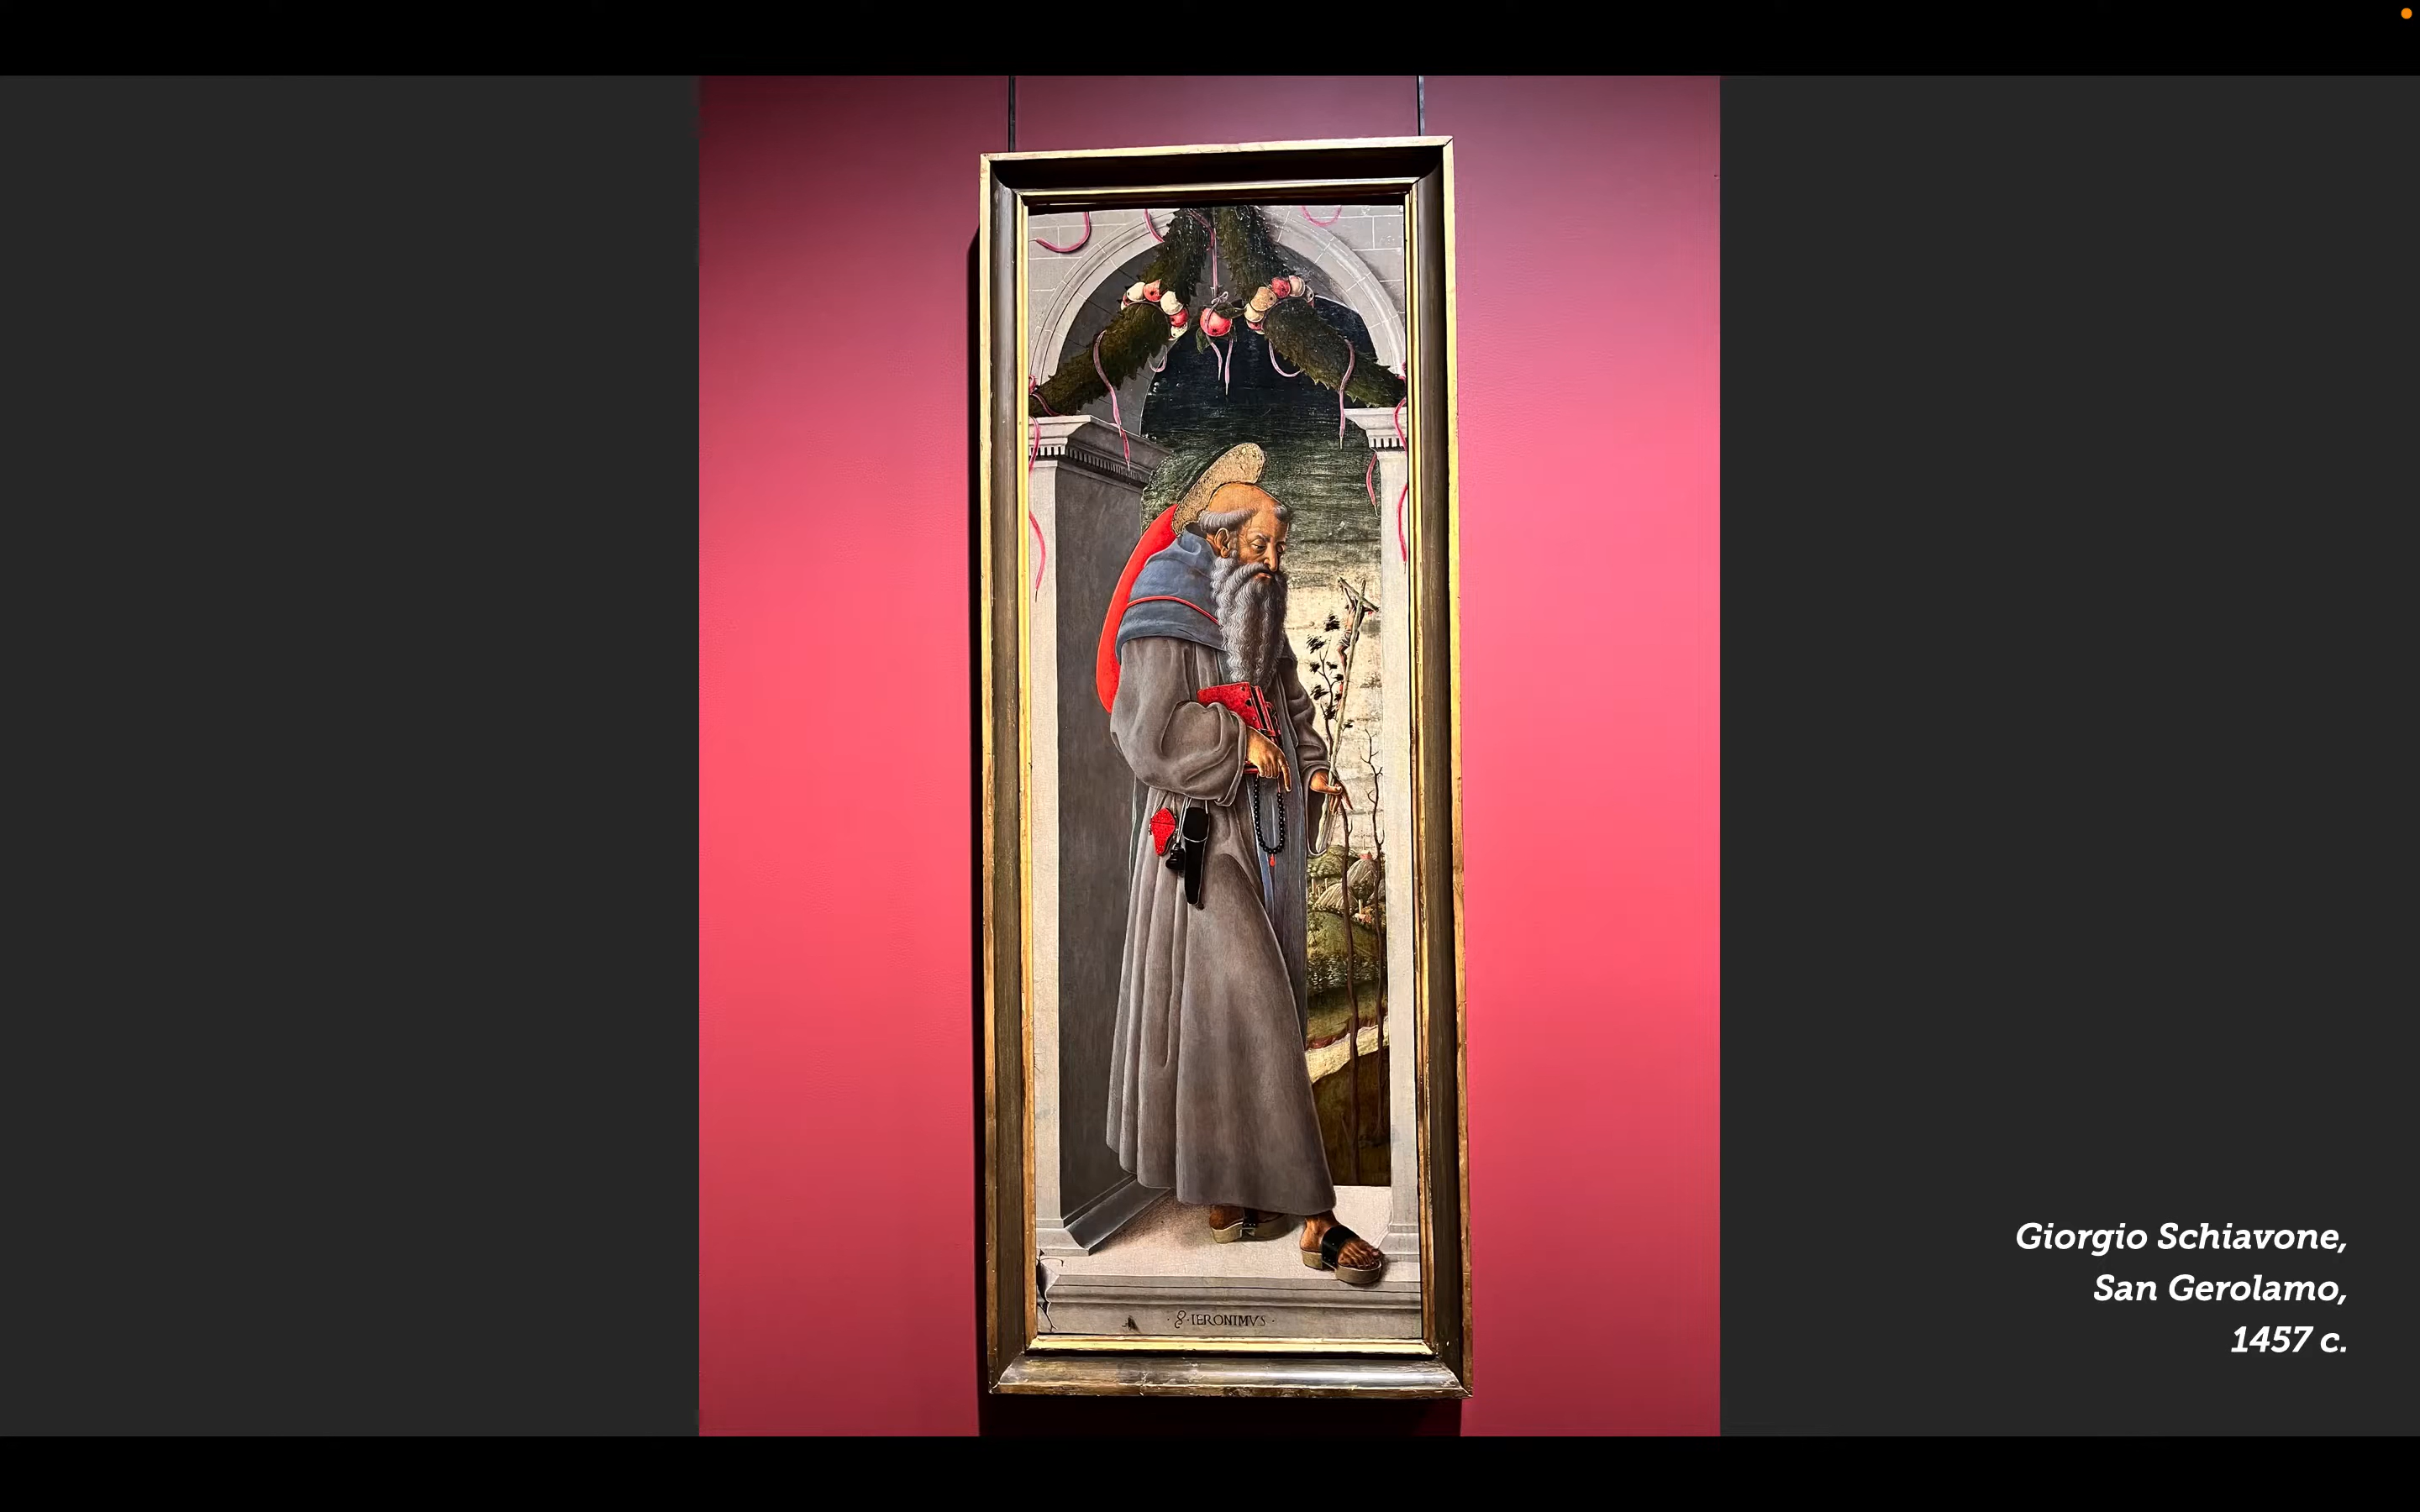 · S · IERONIMVS ·
Giorgio Schiavone,
San Gerolamo,
1457 c.